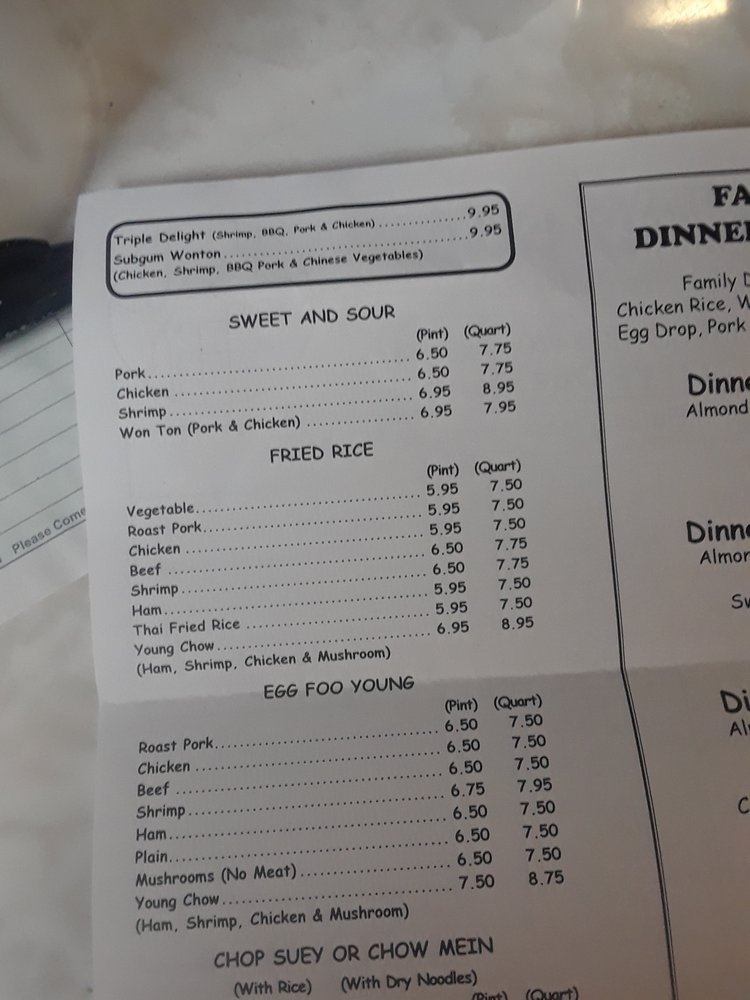 Triple Delight (Shrimp, BBQ, Pork & Chicken) ................9.95
Subgum Wonton................................9.95
(Chicken, Shrimp, BBQ Pork & Chinese Vegetables)
SWEET AND SOUR
(Pint) (Quart)
Pork........................................ 6.50 7.75
Chicken .................................... 6.50 7.75
Shrimp..................................... 6.95 8.95
Won Ton (Pork & Chicken) ................ 6.95 7.95
FRIED RICE
(Pint) (Quart)
Vegetable.................................. 5.95 7.50
Roast Pork................................. 5.95 7.50
Chicken .................................... 5.95 7.50
Beef ....................................... 6.50 7.75
Shrimp..................................... 6.50 7.75
Ham........................................ 5.95 7.50
Thai Fried Rice ........................... 5.95 7.50
Young Chow................................ 6.95 8.95
(Ham, Shrimp, Chicken & Mushroom)
EGG FOO YOUNG
(Pint) (Quart)
Roast Pork................................. 6.50 7.50
Chicken .................................... 6.50 7.50
Beef ....................................... 6.50 7.50
Shrimp..................................... 6.75 7.95
Ham........................................ 6.50 7.50
Plain....................................... 6.50 7.50
Mushrooms (No Meat)...................... 6.50 7.50
Young Chow................................ 7.50 8.75
(Ham, Shrimp, Chicken & Mushroom)
CHOP SUEY OR CHOW MEIN
(With Rice) (With Dry Noodles)
(Pint) (Quart)
FA
DINNE
Family D
Chicken Rice, W
Egg Drop, Pork
Dinne
Almond
Dinne
Almon
Sw
Di
Al
C
Please Come